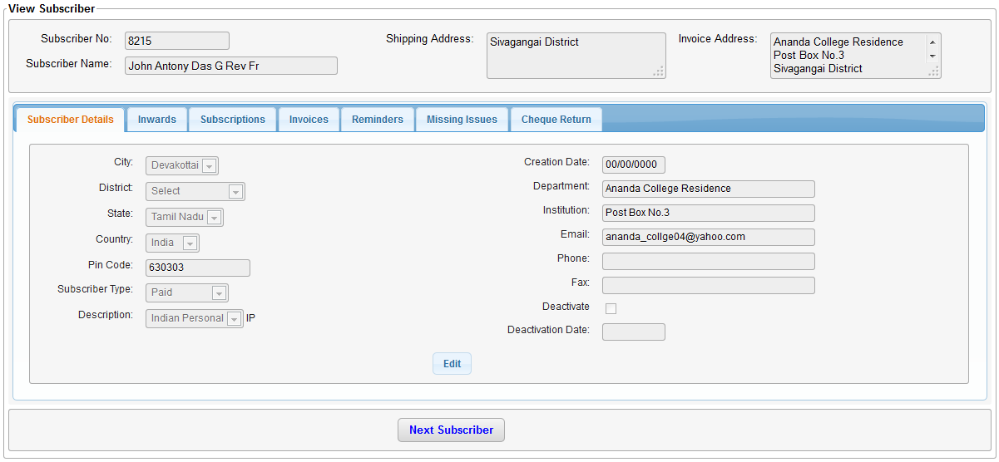 View Subscriber
Subscriber No: 8215
Subscriber Name: John Antony Das G Rev Fr
Shipping Address: Sivagangai District
Invoice Address: Ananda College Residence
Post Box No.3
Sivagangai District
Subscriber Details Inwards Subscriptions Invoices Reminders Missing Issues Cheque Return
City: Devakottai
District: Select
State: Tamil Nadu
Country: India
Pin Code: 630303
Subscriber Type: Paid
Description: Indian Personal IP
Creation Date: 00/00/0000
Department: Ananda College Residence
Institution: Post Box No.3
Email: ananda_collge04@yahoo.com
Phone:
Fax:
Deactivate
Deactivation Date:
Edit
Next Subscriber